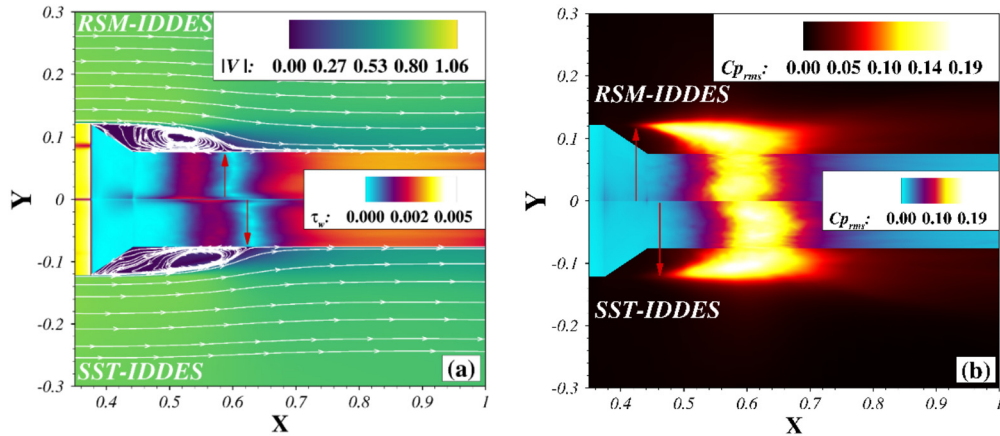 0.3
RSM-IDDES
|V|: 0.00 0.27 0.53 0.80 1.06
0.2
0.1
Y
0
τw: 0.000 0.002 0.005
-0.1
-0.2
SST-IDDES
(a)
-0.3
0.4 0.5 0.6 0.7 0.8 0.9 1
X
0.3
Cprms: 0.00 0.05 0.10 0.14 0.19
0.2
RSM-IDDES
0.1
Y
0
Cprms: 0.00 0.10 0.19
-0.1
SST-IDDES
-0.2
(b)
-0.3
0.4 0.5 0.6 0.7 0.8 0.9 1
X